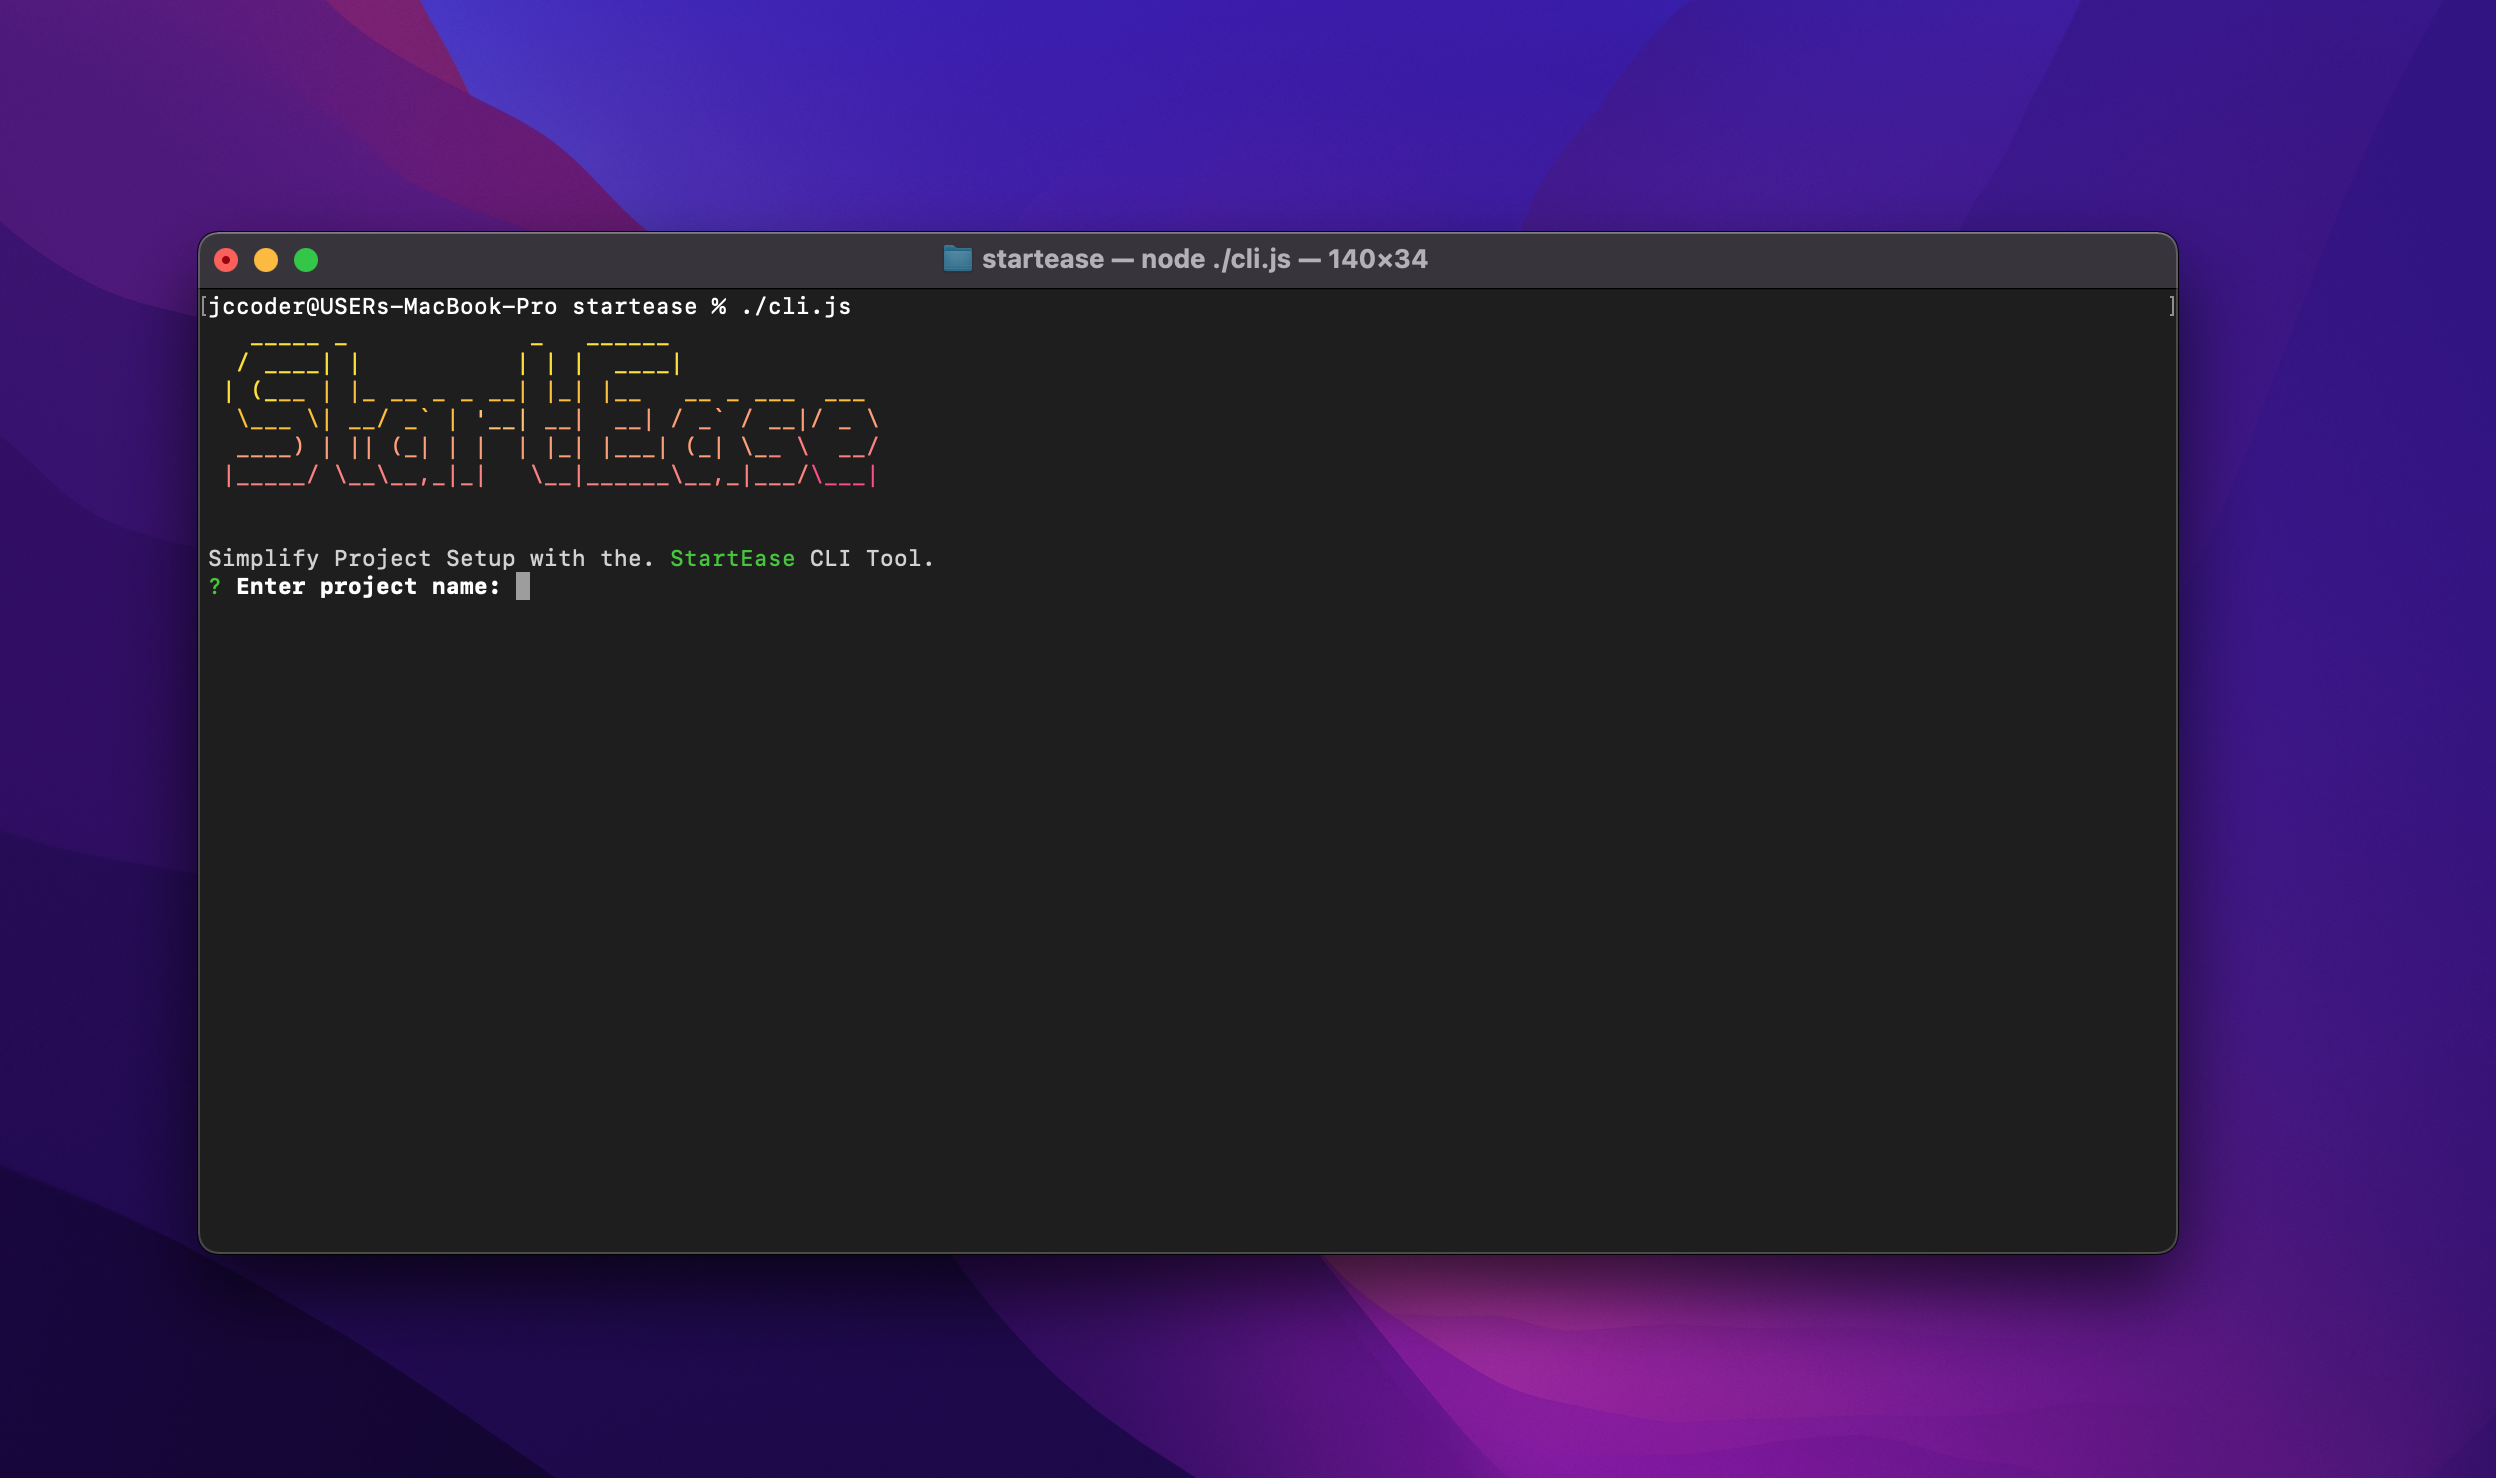 startease — node ./cli.js — 140×34
[jccoder@USERs-MacBook-Pro startease % ./cli.js ]
StartEase
Simplify Project Setup with the. StartEase CLI Tool.
? Enter project name: